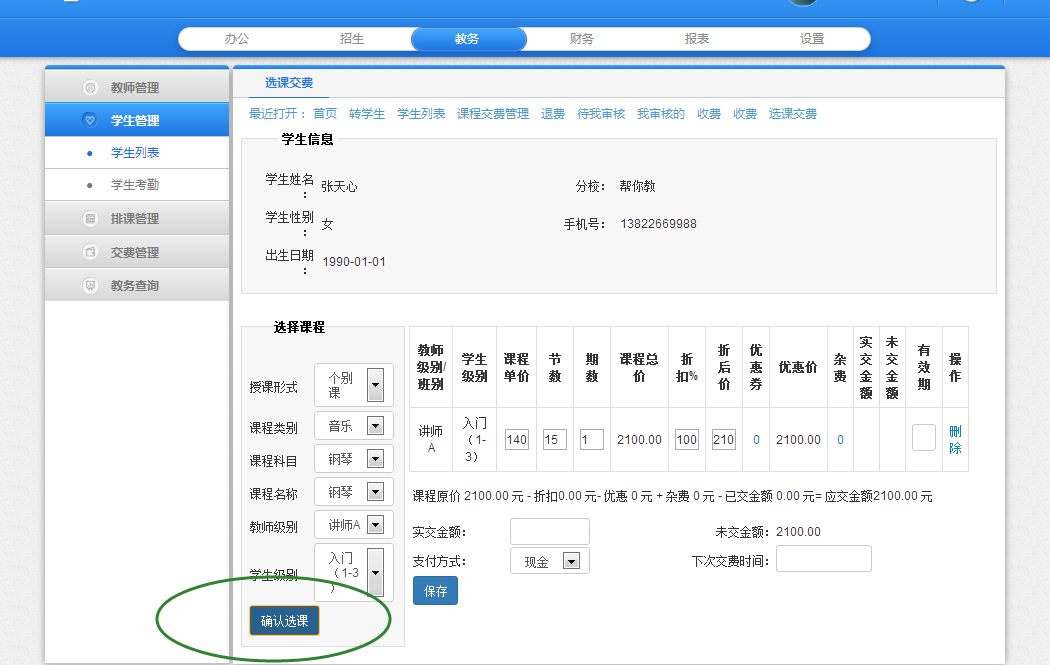 办公 招生 教务 财务 报表 设置
教师管理
学生管理
学生列表
学生考勤
排课管理
交费管理
教务查询
选课交费
最近打开： 首页 转学生 学生列表 课程交费管理 退费 待我审核 我审核的 收费 收费 选课交费
学生信息
学生姓名： 张天心 分校： 帮你教
学生性别： 女 手机号： 13822669988
出生日期： 1990-01-01
选择课程
授课形式 个别课
课程类别 音乐
课程科目 钢琴
课程名称 钢琴
教师级别 讲师A
学生级别 入门（1-3）
确认选课
教师级别/班别 学生级别 课程单价 节数 期数 课程总价 折扣% 折后价 优惠券 优惠价 杂费 实交金额 未交金额 有效期 操作
讲师A 入门（1-3） 140 15 1 2100.00 100 210 0 2100.00 0 删除
课程原价 2100.00 元 - 折扣0.00 元- 优惠 0 元 + 杂费 0 元 - 已交金额 0.00 元= 应交金额2100.00 元
实交金额： 未交金额： 2100.00
支付方式： 现金 下次交费时间：
保存